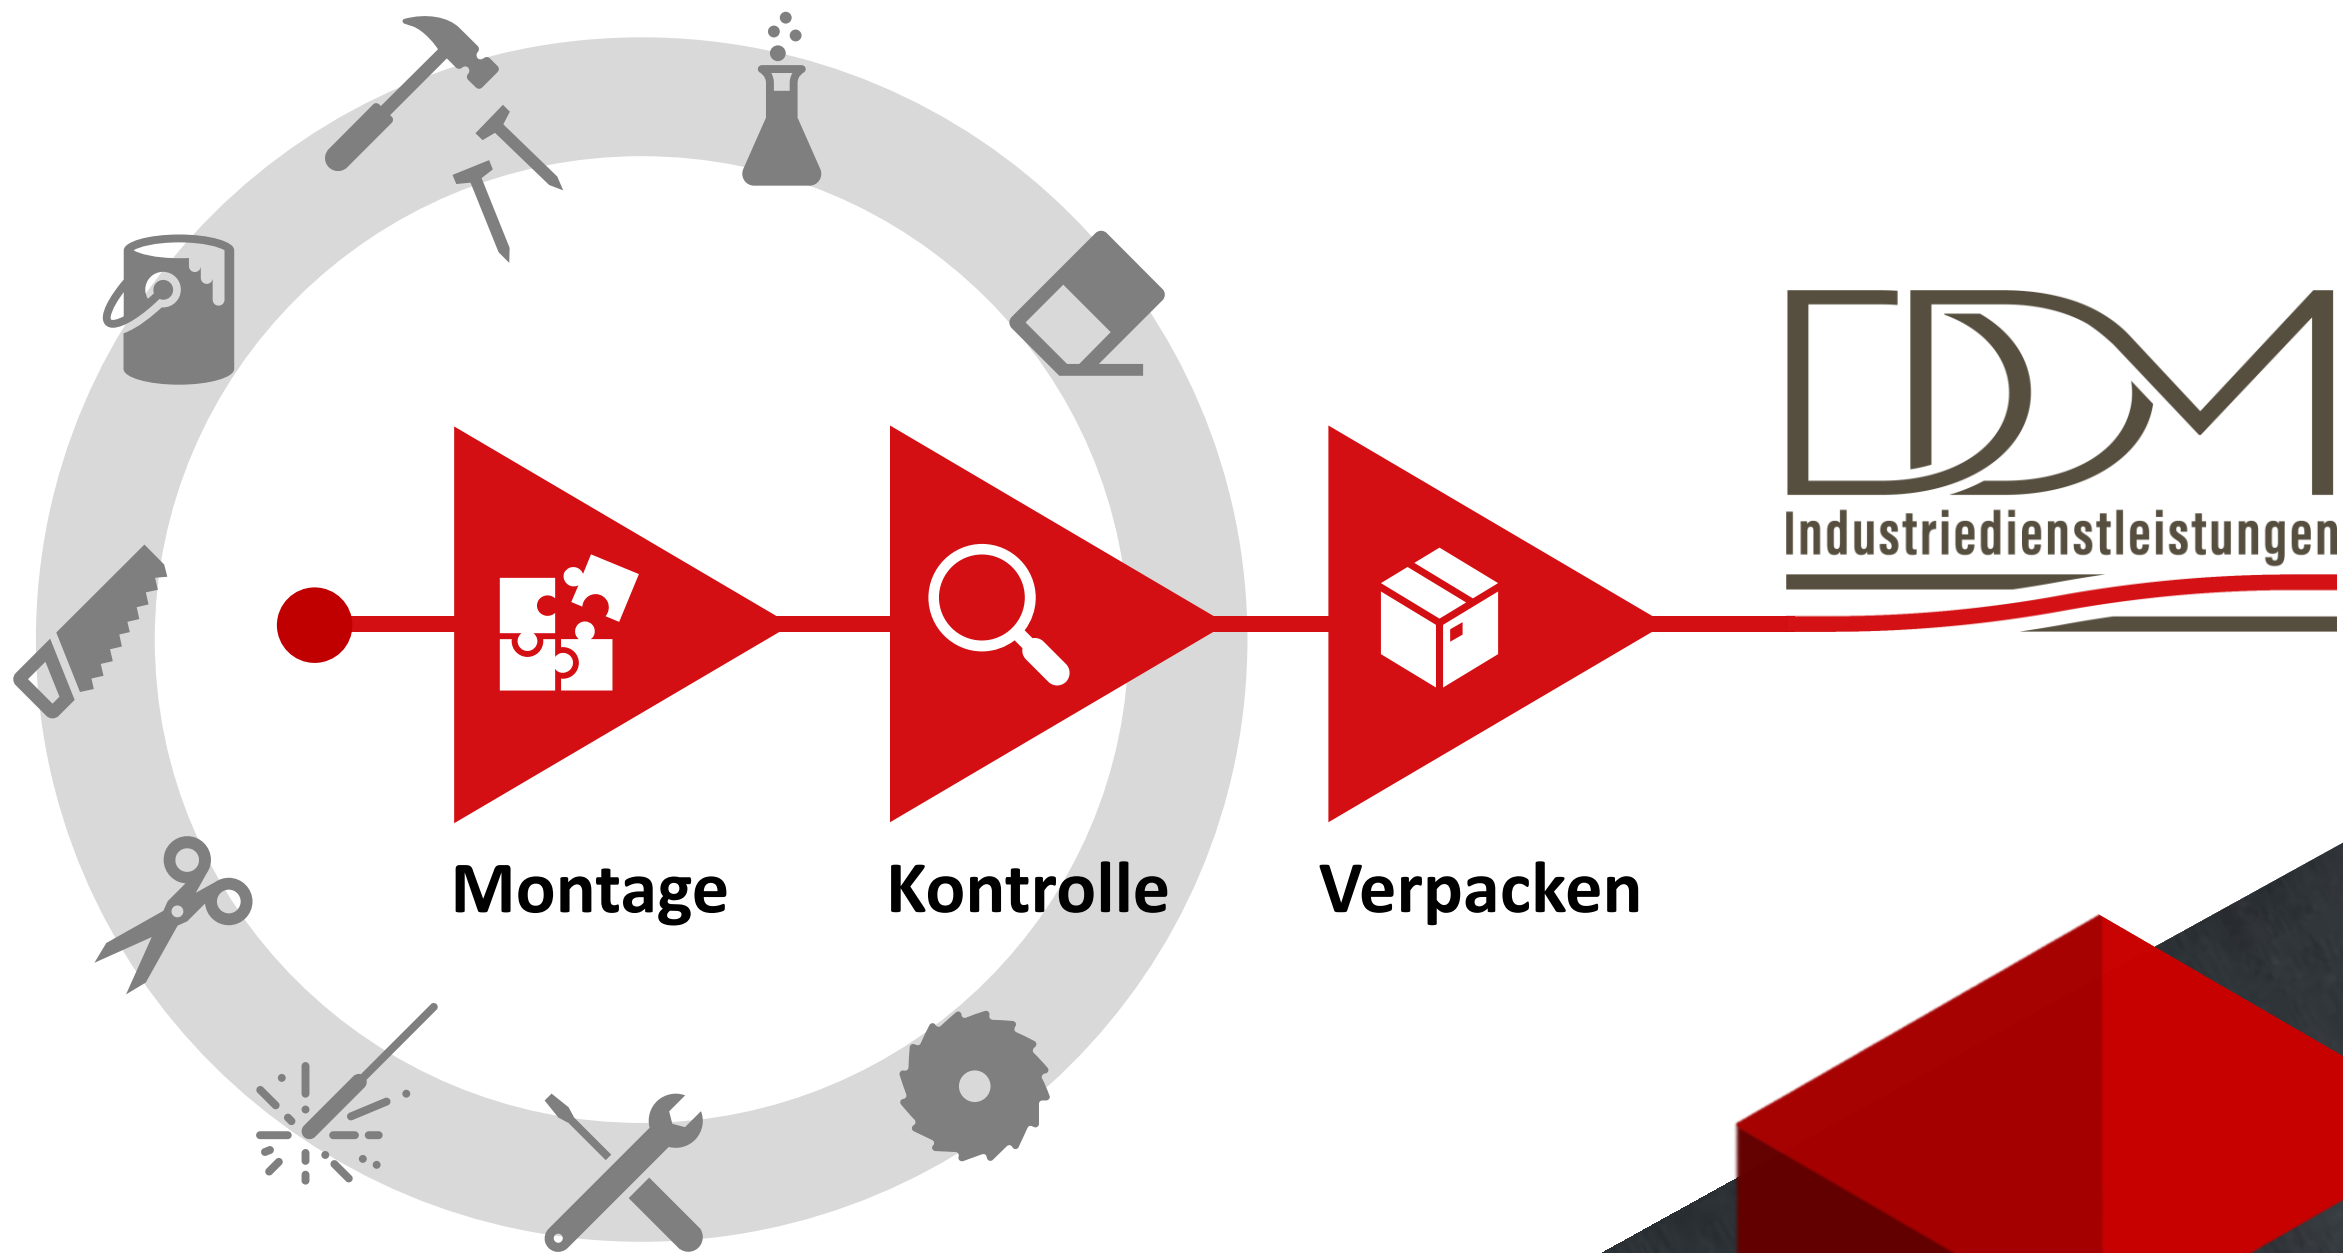 DDM
Industriedienstleistungen
Montage
Kontrolle
Verpacken